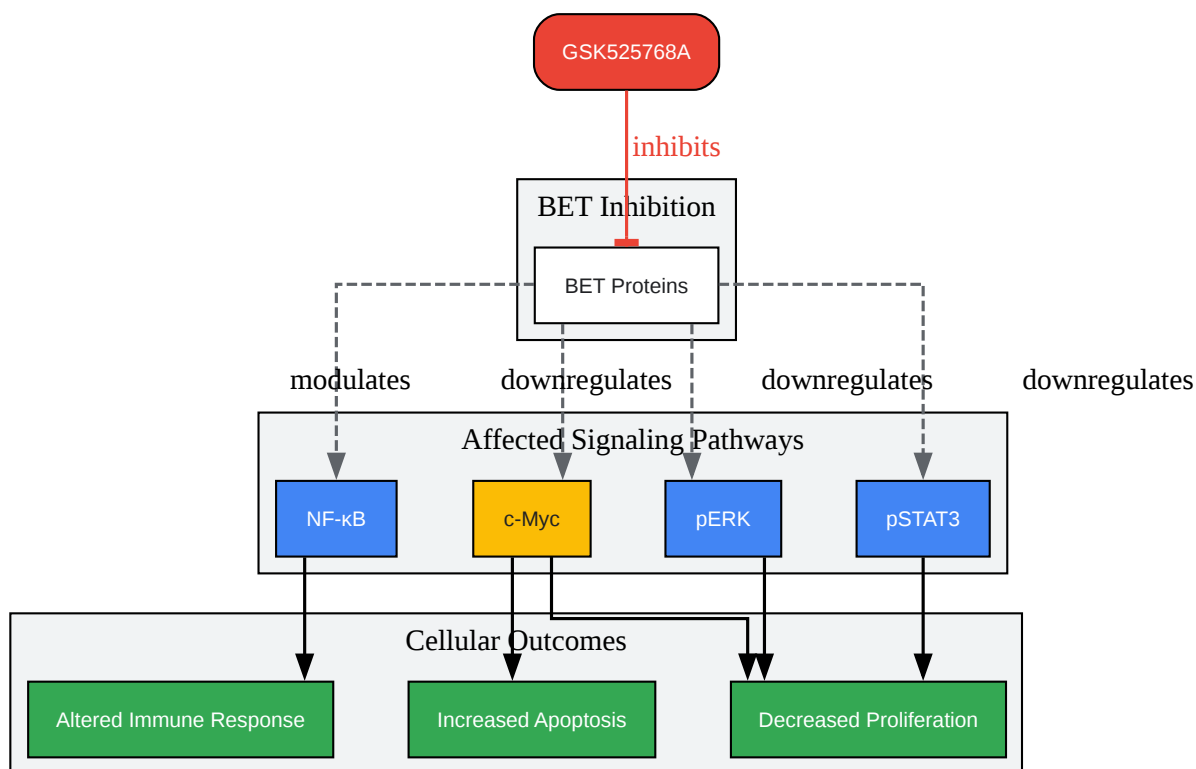 GSK525768A
inhibits
BET Inhibition
BET Proteins
modulates
downregulates
downregulates
downregulates
Affected Signaling Pathways
NF-κB
c-Myc
pERK
pSTAT3
Cellular Outcomes
Altered Immune Response
Increased Apoptosis
Decreased Proliferation